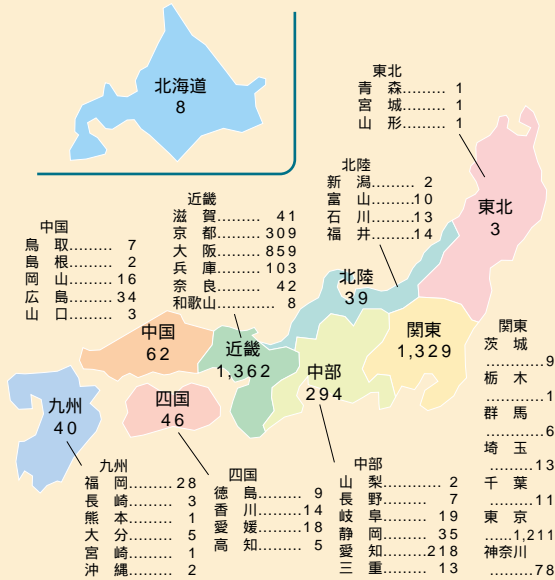 北海道
8
東北
青森......... 1
宮城......... 1
山形......... 1
北陸
新潟......... 2
富山.........10
石川.........13
福井.........14
東北
3
近畿
滋賀......... 41
京都.........309
大阪.........859
兵庫.........103
奈良......... 42
和歌山............ 8
中国
鳥取......... 7
島根......... 2
岡山.........16
広島.........34
山口......... 3
北陸
39
中国
62
近畿
1,362
関東
1,329
中部
294
四国
46
九州
40
関東
茨城
.........9
栃木
.........1
群馬
.........6
埼玉
.........13
千葉
.........11
東京
......1,211
神奈川
.........78
九州
福岡.........28
長崎......... 3
熊本......... 1
大分......... 5
宮崎......... 1
沖縄......... 2
四国
徳島......... 9
香川.........14
愛媛.........18
高知......... 5
中部
山梨......... 2
長野......... 7
岐阜......... 19
静岡......... 35
愛知.........218
三重......... 13